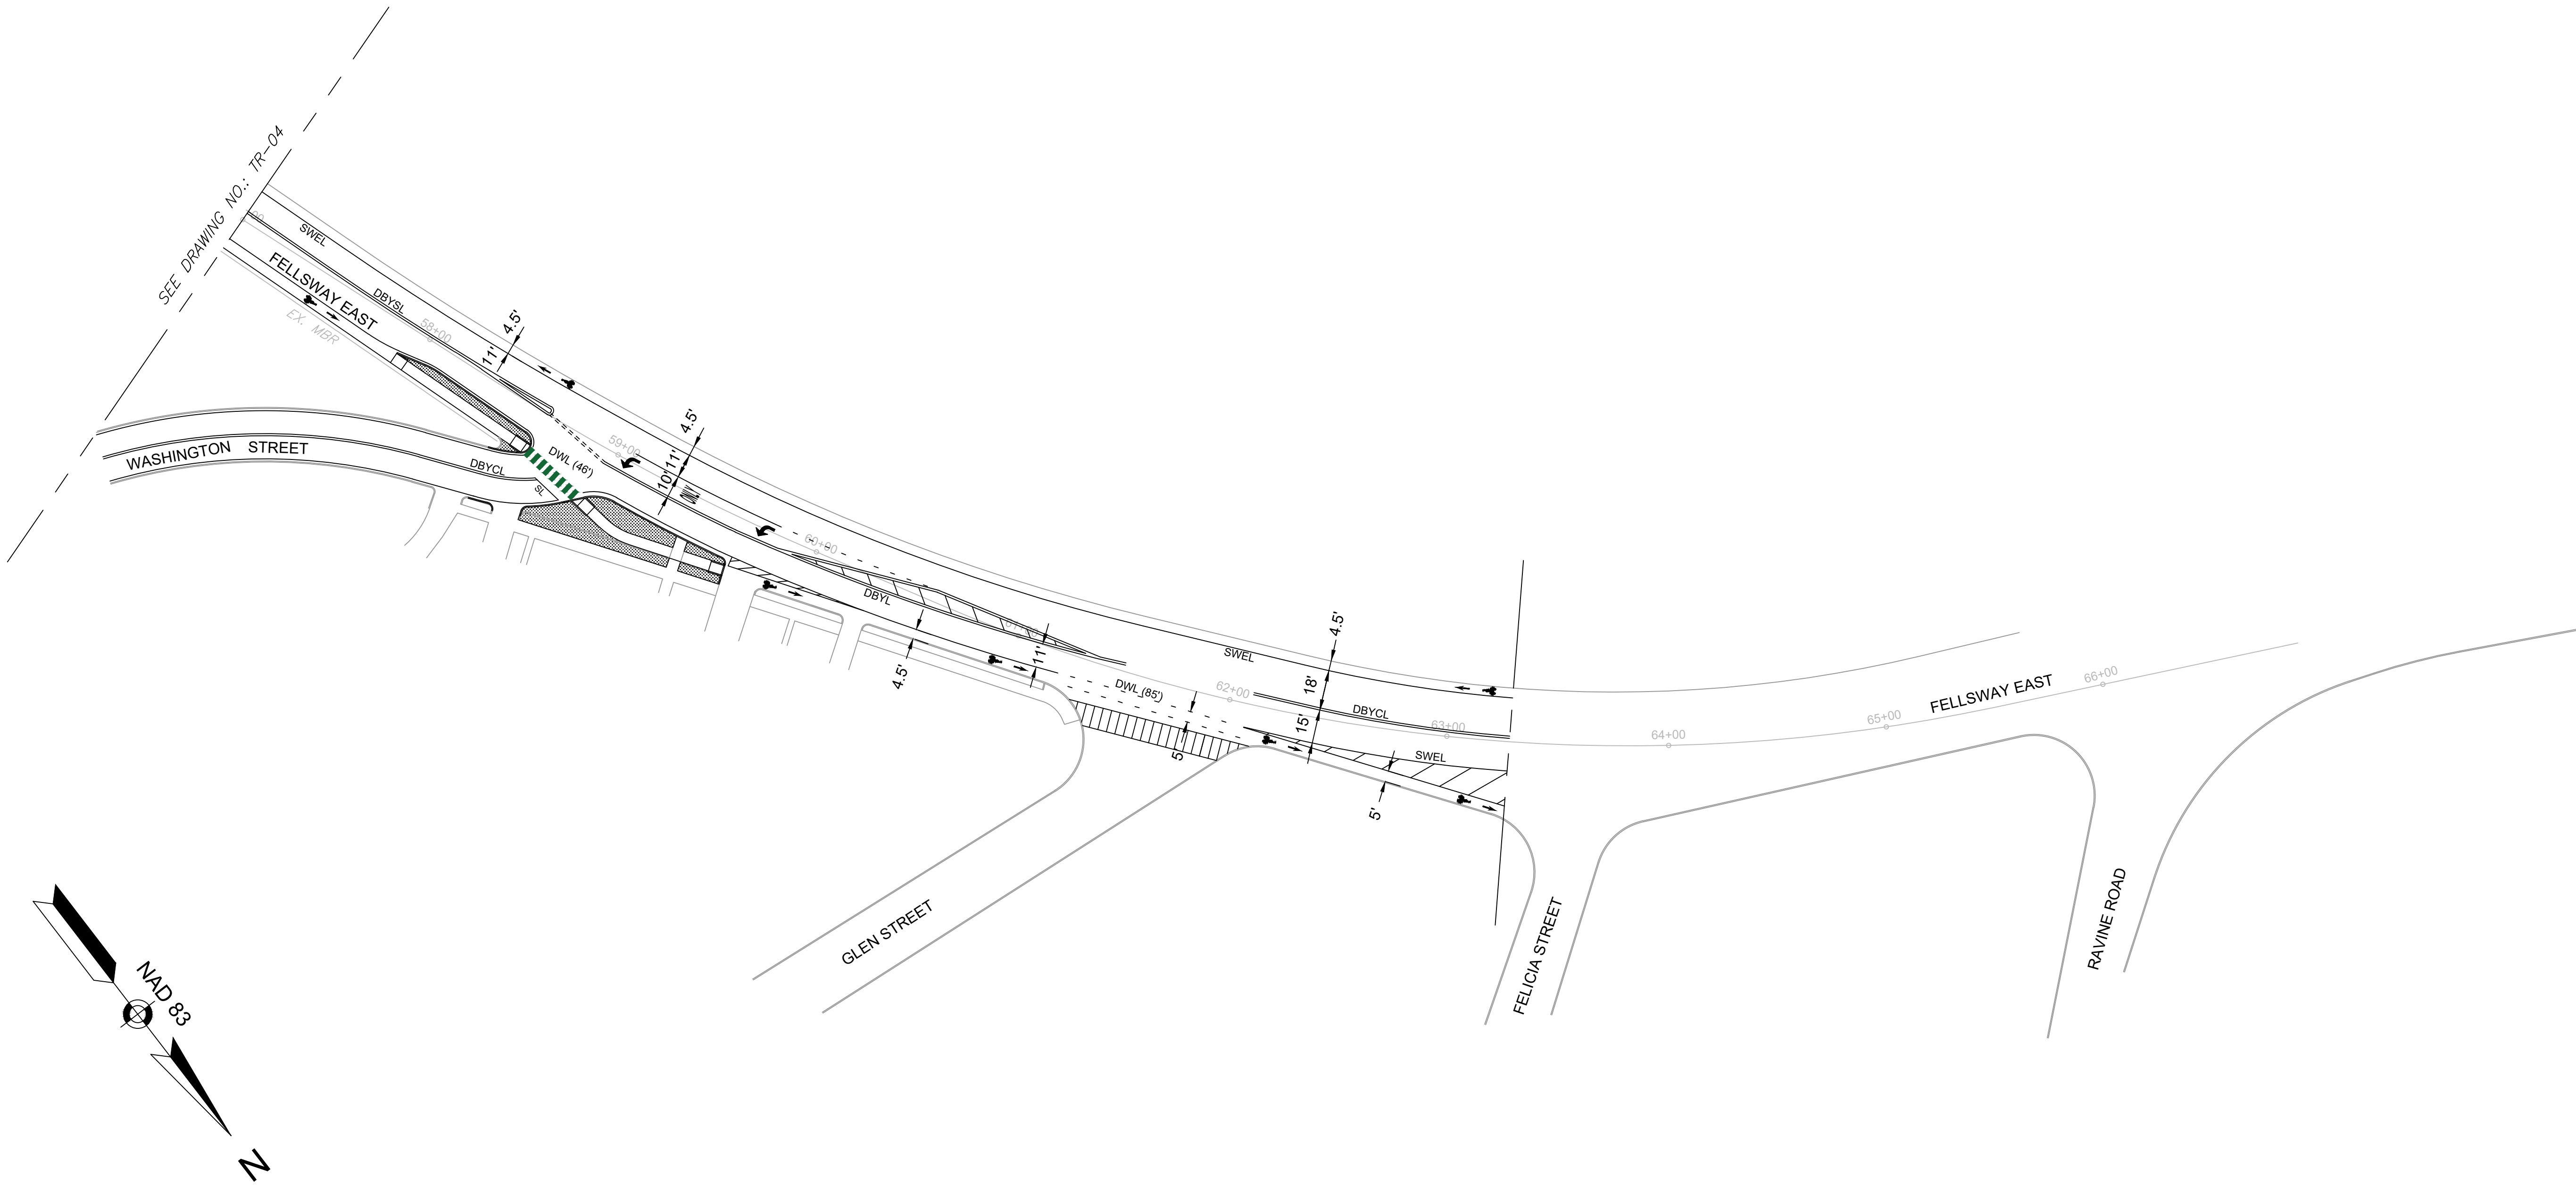 SEE DRAWING NO.: TR-04
00
SWEL
FELLSWAY EAST
DBYSL
58+00
EX. MBR
4.5'
11'
WASHINGTON STREET
DBYCL
SL
DWL (46')
59+00
4.5'
11'
10'
60+00
DBYL
4.5'
11'
DWL (85')
5'
62+00
SWEL
4.5'
18'
15'
DBYCL
63+00
SWEL
5'
64+00
65+00
66+00
FELLSWAY EAST
GLEN STREET
FELICIA STREET
RAVINE ROAD
NAD 83
N